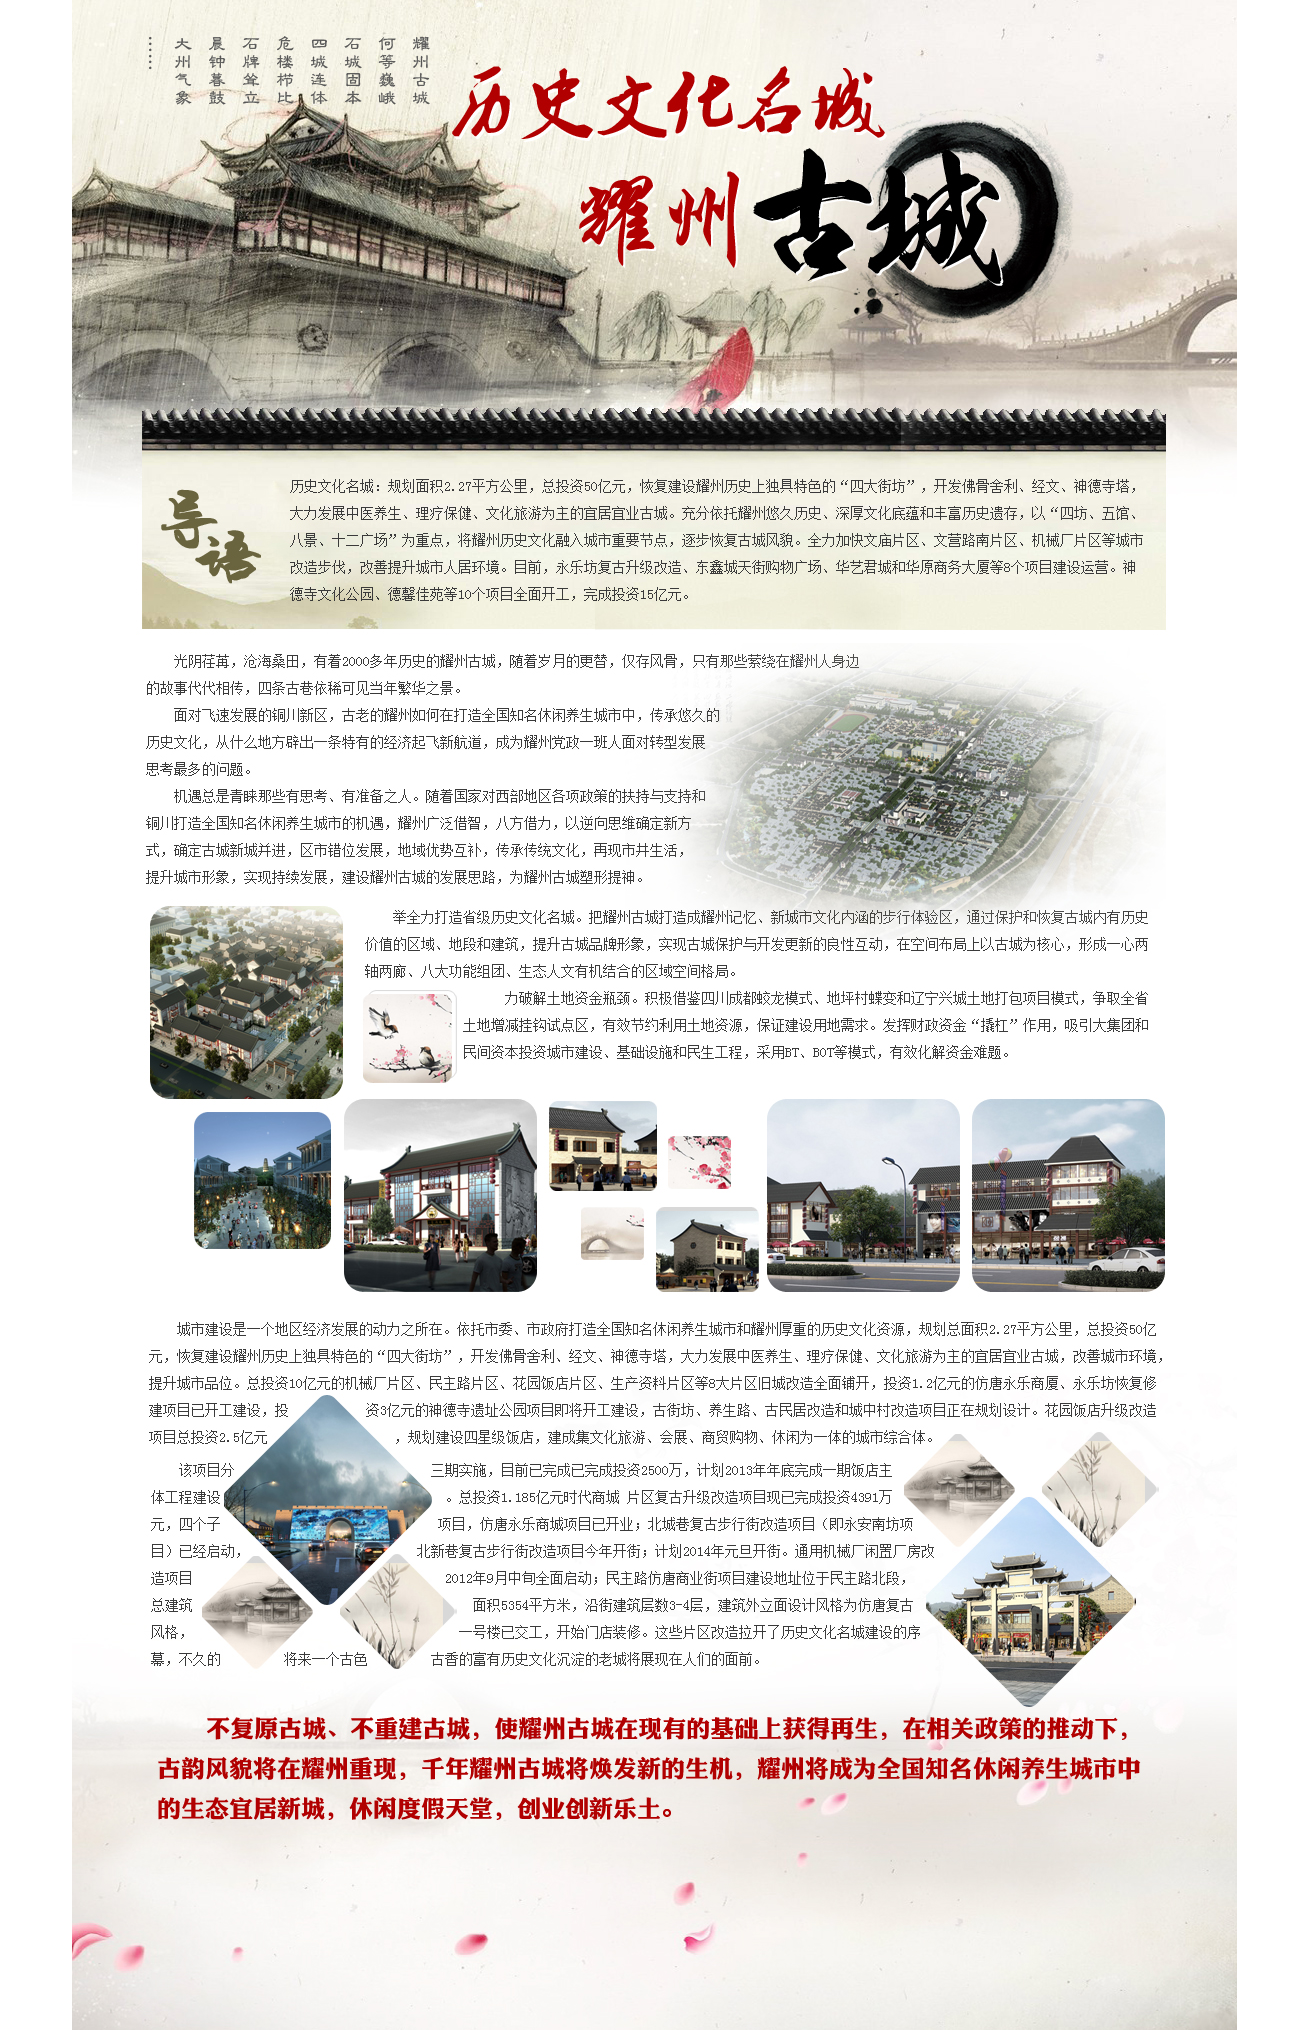 耀州古城
何等巍峨
石城固本
四城连体
危楼栉比
石牌耸立
晨钟暮鼓
大州气象
……
历史文化名城
耀州古城
导语
历史文化名城：规划面积2.27平方公里，总投资50亿元，恢复建设耀州历史上独具特色的“四大街坊”，开发佛骨舍利、经文、神德寺塔，
大力发展中医养生、理疗保健、文化旅游为主的宜居宜业古城。充分依托耀州悠久历史、深厚文化底蕴和丰富历史遗存，以“四坊、五馆、
八景、十二广场”为重点，将耀州历史文化融入城市重要节点，逐步恢复古城风貌。全力加快文庙片区、文营路南片区、机械厂片区等城市
改造步伐，改善提升城市人居环境。目前，永乐坊复古升级改造、东鑫城天街购物广场、华艺君城和华原商务大厦等8个项目建设运营。神
德寺文化公园、德馨佳苑等10个项目全面开工，完成投资15亿元。
光阴荏苒，沧海桑田，有着2000多年历史的耀州古城，随着岁月的更替，仅存风骨，只有那些萦绕在耀州人身边
的故事代代相传，四条古巷依稀可见当年繁华之景。
面对飞速发展的铜川新区，古老的耀州如何在打造全国知名休闲养生城市中，传承悠久的
历史文化，从什么地方辟出一条特有的经济起飞新航道，成为耀州党政一班人面对转型发展
思考最多的问题。
机遇总是青睐那些有思考、有准备之人。随着国家对西部地区各项政策的扶持与支持和
铜川打造全国知名休闲养生城市的机遇，耀州广泛借智，八方借力，以逆向思维确定新方
式，确定古城新城并进，区市错位发展，地域优势互补，传承传统文化，再现市井生活，
提升城市形象，实现持续发展，建设耀州古城的发展思路，为耀州古城塑形提神。
举全力打造省级历史文化名城。把耀州古城打造成耀州记忆、新城市文化内涵的步行体验区，通过保护和恢复古城内有历史
价值的区域、地段和建筑，提升古城品牌形象，实现古城保护与开发更新的良性互动，在空间布局上以古城为核心，形成一心两
轴两廊、八大功能组团、生态人文有机结合的区域空间格局。
力破解土地资金瓶颈。积极借鉴四川成都蛟龙模式、地坪村蝶变和辽宁兴城土地打包项目模式，争取全省
土地增减挂钩试点区，有效节约利用土地资源，保证建设用地需求。发挥财政资金“撬杠”作用，吸引大集团和
民间资本投资城市建设、基础设施和民生工程，采用BT、BOT等模式，有效化解资金难题。
城市建设是一个地区经济发展的动力之所在。依托市委、市政府打造全国知名休闲养生城市和耀州厚重的历史文化资源，规划总面积2.27平方公里，总投资50亿
元，恢复建设耀州历史上独具特色的“四大街坊”，开发佛骨舍利、经文、神德寺塔，大力发展中医养生、理疗保健、文化旅游为主的宜居宜业古城，改善城市环境，
提升城市品位。总投资10亿元的机械厂片区、民主路片区、花园饭店片区、生产资料片区等8大片区旧城改造全面铺开，投资1.2亿元的仿唐永乐商厦、永乐坊恢复修
建项目已开工建设，投 资3亿元的神德寺遗址公园项目即将开工建设，古街坊、养生路、古民居改造和城中村改造项目正在规划设计。花园饭店升级改造
项目总投资2.5亿元 ，规划建设四星级饭店，建成集文化旅游、会展、商贸购物、休闲为一体的城市综合体。
该项目分 三期实施，目前已完成已完成投资2500万，计划2013年年底完成一期饭店主
体工程建设 。总投资1.185亿元时代商城 片区复古升级改造项目现已完成投资4391万
元，四个子 项目，仿唐永乐商城项目已开业；北城巷复古步行街改造项目（即永安南坊项
目）已经启动， 北新巷复古步行街改造项目今年开街；计划2014年元旦开街。通用机械厂闲置厂房改
造项目 2012年9月中旬全面启动；民主路仿唐商业街项目建设地址位于民主路北段，
总建筑 面积5354平方米，沿街建筑层数3-4层，建筑外立面设计风格为仿唐复古
风格， 一号楼已交工，开始门店装修。这些片区改造拉开了历史文化名城建设的序
幕，不久的 将来一个古色 古香的富有历史文化沉淀的老城将展现在人们的面前。
不复原古城、不重建古城，使耀州古城在现有的基础上获得再生，在相关政策的推动下，
古韵风貌将在耀州重现，千年耀州古城将焕发新的生机，耀州将成为全国知名休闲养生城市中
的生态宜居新城，休闲度假天堂，创业创新乐土。